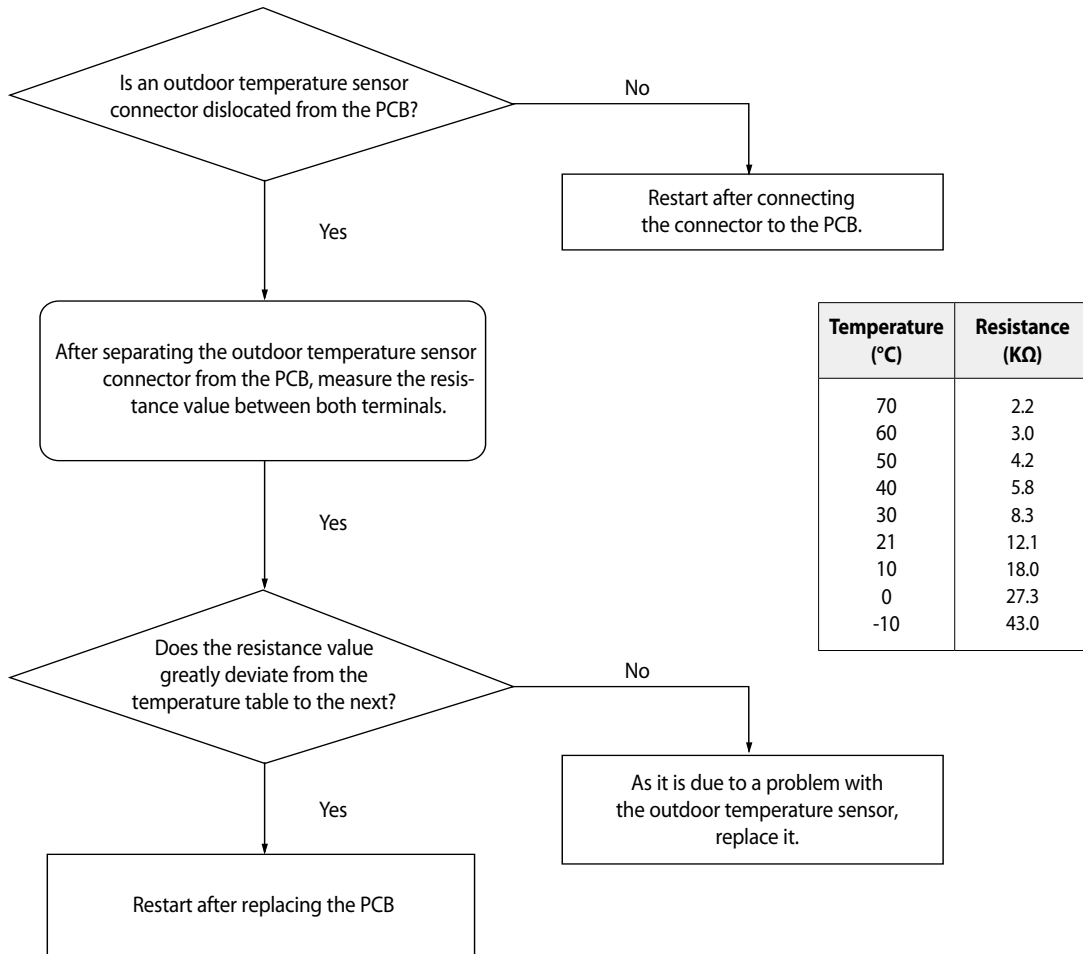 Is an outdoor temperature sensor
connector dislocated from the PCB?
No
Restart after connecting
the connector to the PCB.
Yes
After separating the outdoor temperature sensor
connector from the PCB, measure the resis-
tance value between both terminals.
Temperature
(°C)
Resistance
(KΩ)
70 2.2
60 3.0
50 4.2
40 5.8
30 8.3
21 12.1
10 18.0
0 27.3
-10 43.0
Yes
Does the resistance value
greatly deviate from the
temperature table to the next?
No
As it is due to a problem with
the outdoor temperature sensor,
replace it.
Yes
Restart after replacing the PCB